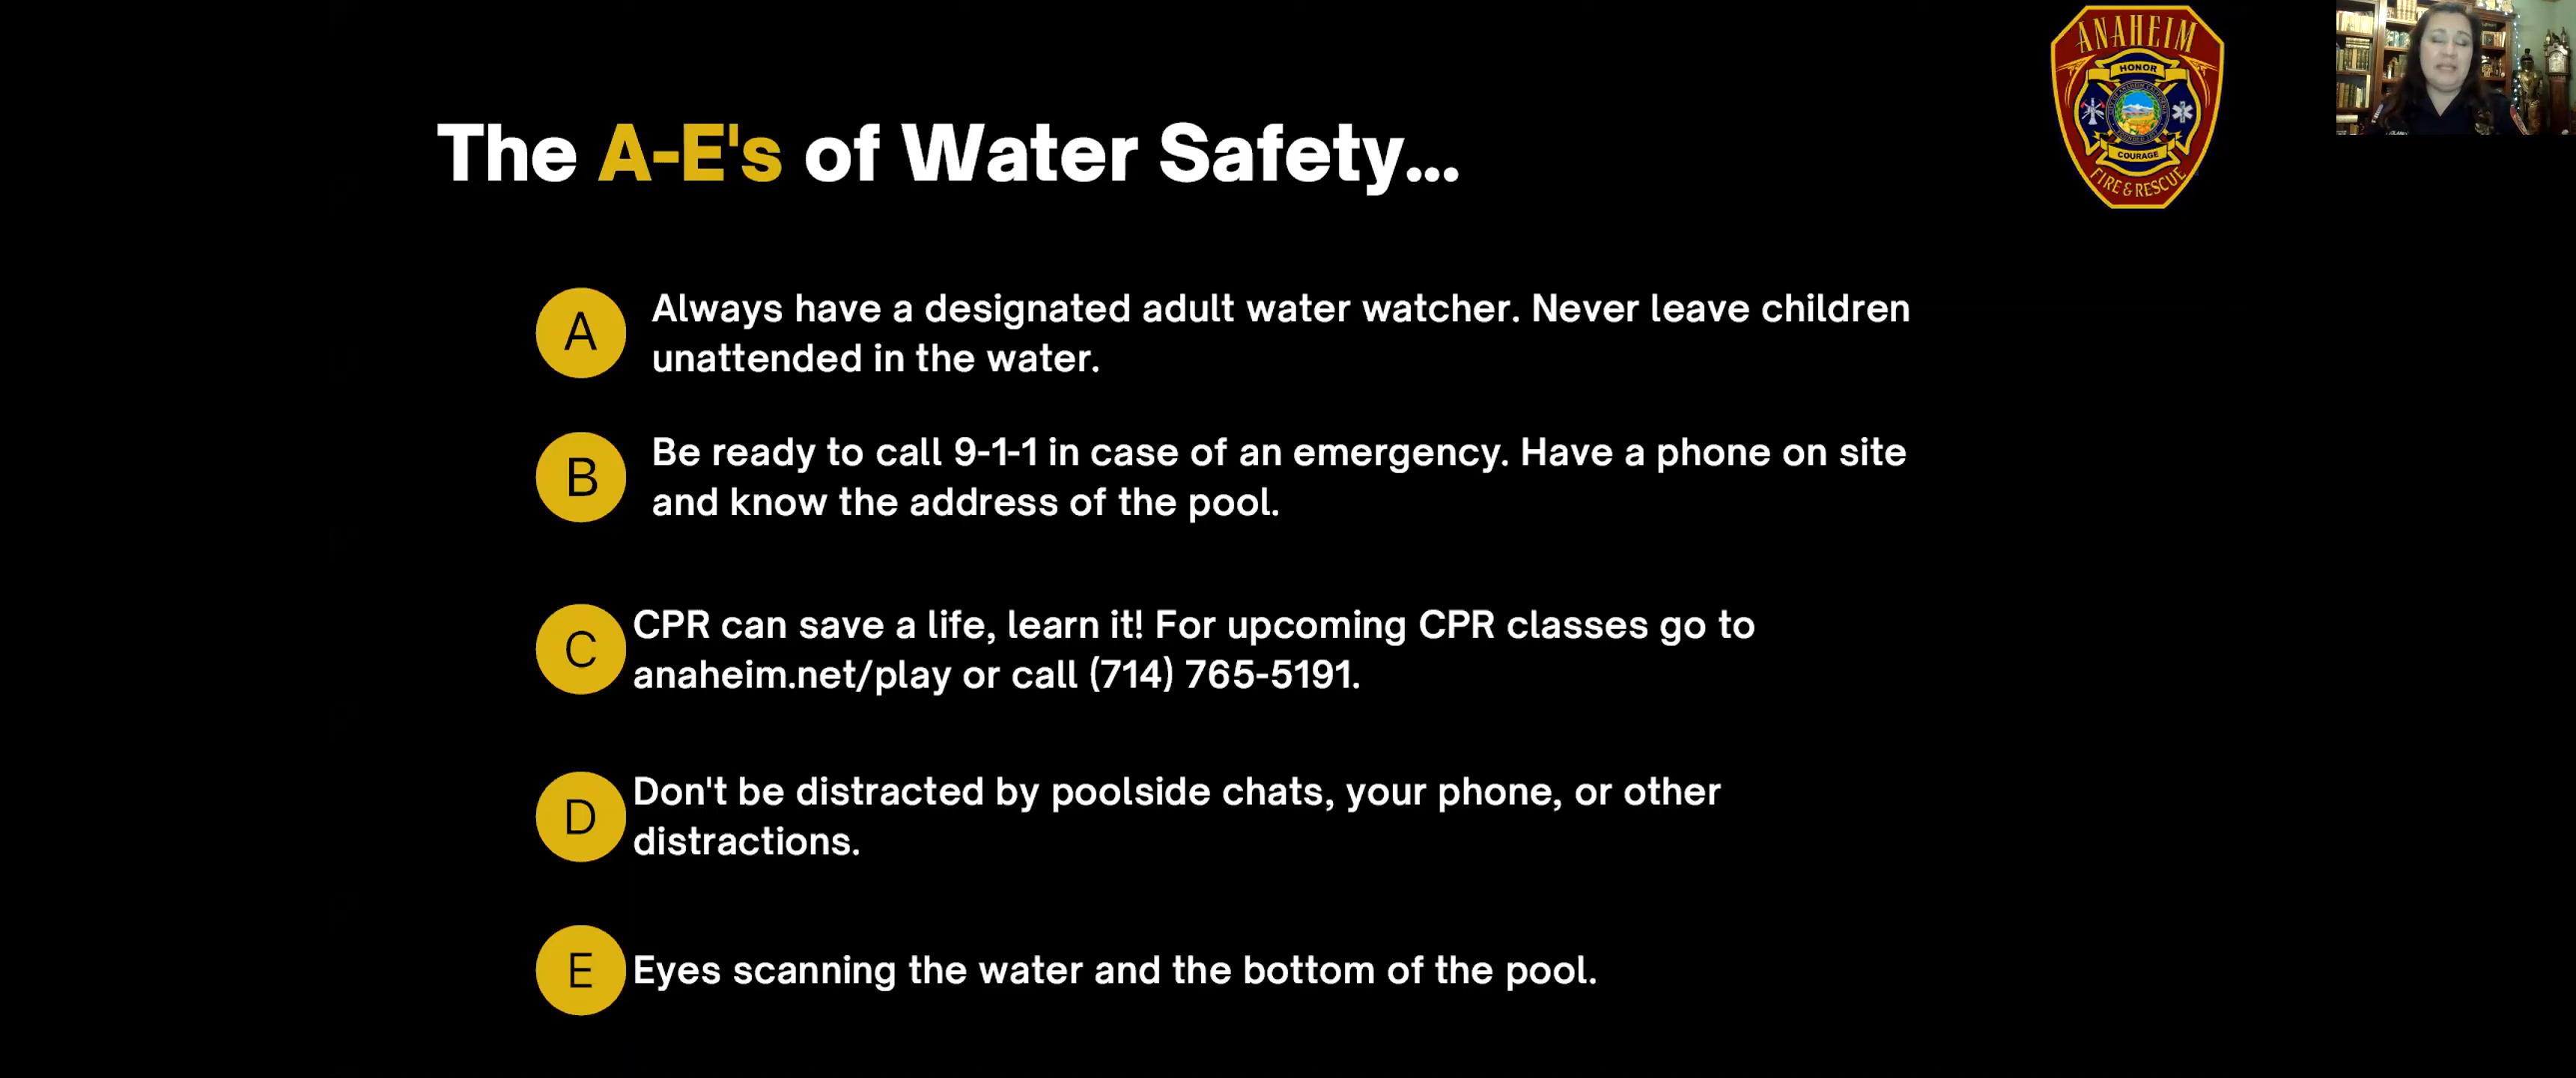 ANAHEIM
HONOR
COURAGE
FIRE & RESCUE
The A-E's of Water Safety...
A
Always have a designated adult water watcher. Never leave children
unattended in the water.
B
Be ready to call 9-1-1 in case of an emergency. Have a phone on site
and know the address of the pool.
C
CPR can save a life, learn it! For upcoming CPR classes go to
anaheim.net/play or call (714) 765-5191.
D
Don't be distracted by poolside chats, your phone, or other
distractions.
E
Eyes scanning the water and the bottom of the pool.